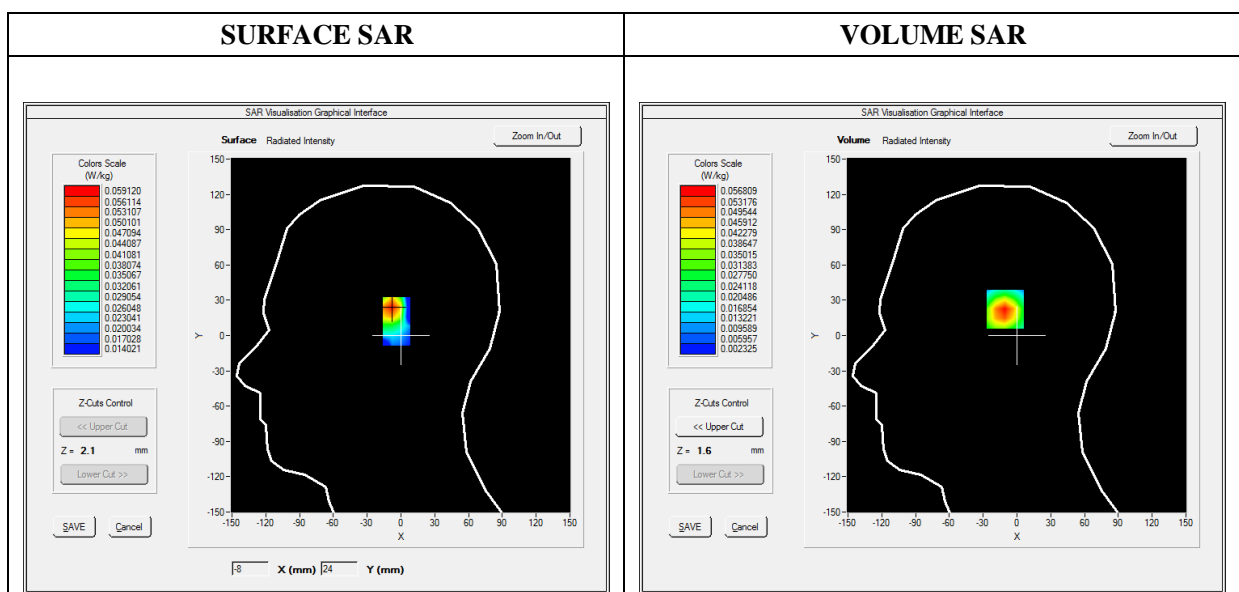 SURFACE SAR
VOLUME SAR
SAR Visualisation Graphical Interface
Surface Radiated Intensity
Zoom In/Out
Colors Scale
(W/kg)
0.059120
0.056114
0.053107
0.050101
0.047094
0.044087
0.041081
0.038074
0.035067
0.032061
0.029054
0.026048
0.023041
0.020034
0.017028
0.014021
Z-Cuts Control
<< Upper Cut
Z = 2.1 mm
Lower Cut >>
SAVE Cancel
150
120
90
60
30
0
-30
-60
-90
-120
-150
Y
-150 -120 -90 -60 -30 0 30 60 90 120 150
X
-8 X (mm) 24 Y (mm)
SAR Visualisation Graphical Interface
Volume Radiated Intensity
Zoom In/Out
Colors Scale
(W/kg)
0.056809
0.053176
0.049544
0.045912
0.042279
0.038647
0.035015
0.031383
0.027750
0.024118
0.020486
0.016854
0.013221
0.009589
0.005957
0.002325
Z-Cuts Control
<< Upper Cut
Z = 1.6 mm
Lower Cut >>
SAVE Cancel
150
120
90
60
30
0
-30
-60
-90
-120
-150
Y
-150 -120 -90 -60 -30 0 30 60 90 120 150
X